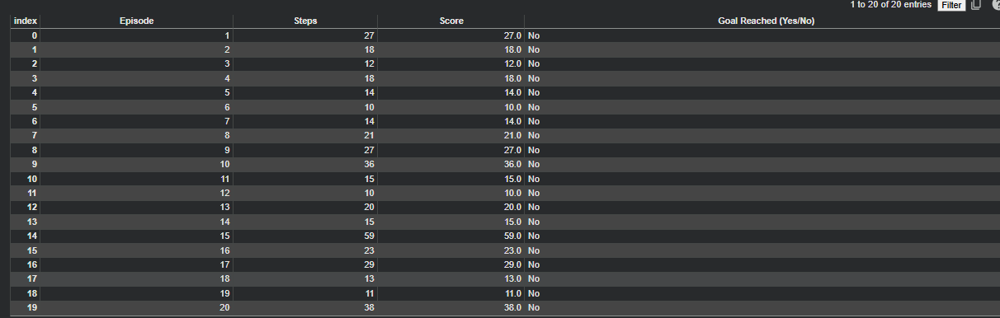 1 to 20 of 20 entries Filter
index Episode Steps Score Goal Reached (Yes/No)
0 1 27 27.0 No
1 2 18 18.0 No
2 3 12 12.0 No
3 4 18 18.0 No
4 5 14 14.0 No
5 6 10 10.0 No
6 7 14 14.0 No
7 8 21 21.0 No
8 9 27 27.0 No
9 10 36 36.0 No
10 11 15 15.0 No
11 12 10 10.0 No
12 13 20 20.0 No
13 14 15 15.0 No
14 15 59 59.0 No
15 16 23 23.0 No
16 17 29 29.0 No
17 18 13 13.0 No
18 19 11 11.0 No
19 20 38 38.0 No